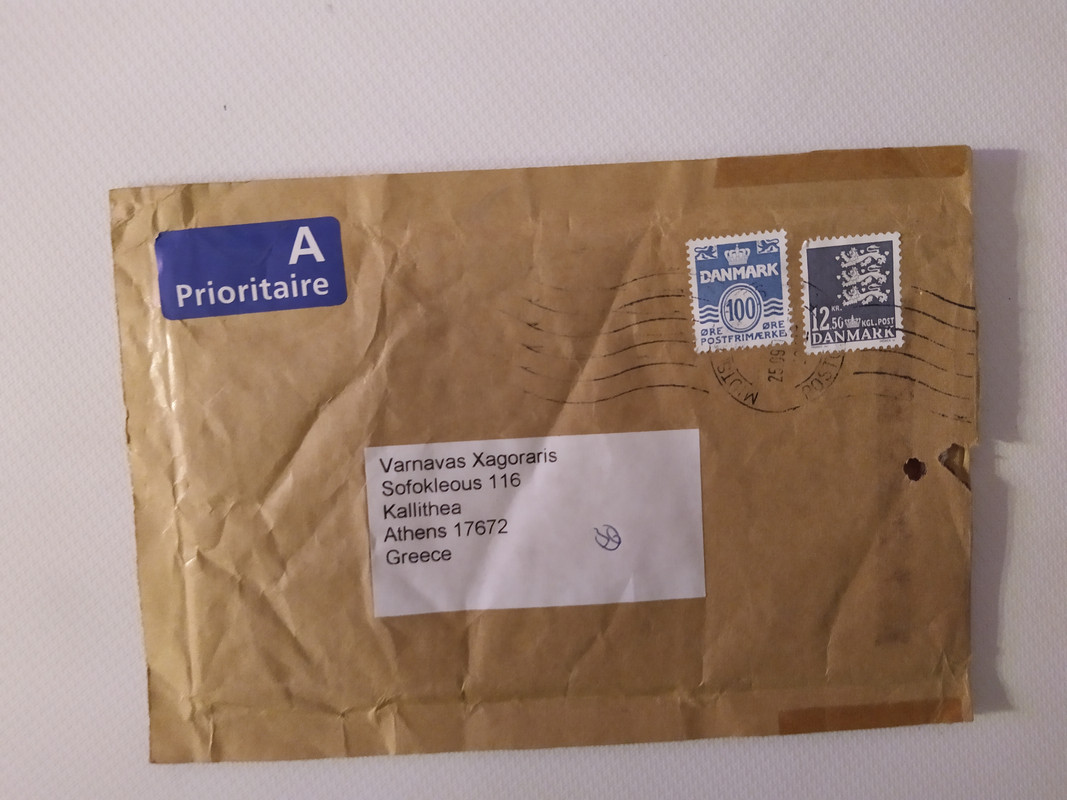 A
Prioritaire
DANMARK
100
ØRE ØRE
POSTFRIMÆRKE
12 KR. 50 KGL. POST
DANMARK
Varnavas Xagoraris
Sofokleous 116
Kallithea
Athens 17672
Greece